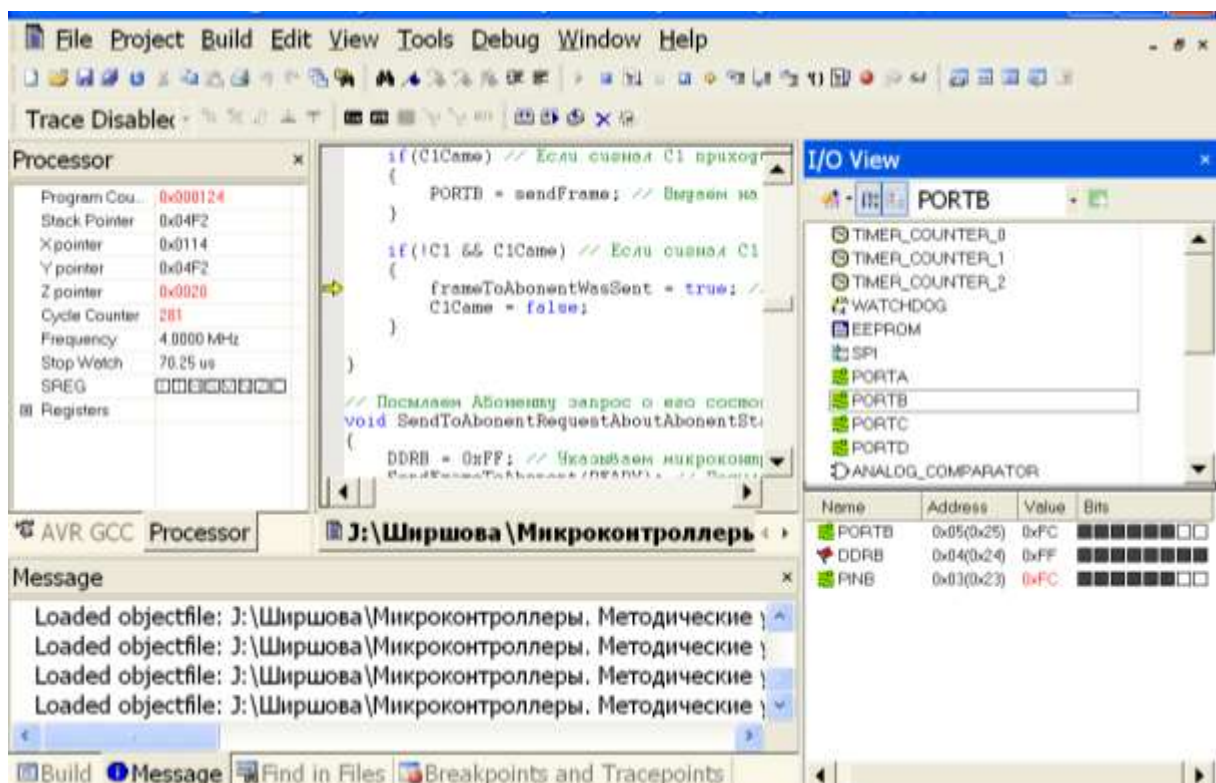 File Project Build Edit View Tools Debug Window Help
Trace Disabled
Processor
Program Cou... 0x000124
Stack Pointer 0x04F2
X pointer 0x0114
Y pointer 0x04F2
Z pointer 0x0020
Cycle Counter 281
Frequency 4.0000 MHz
Stop Watch 70.25 us
SREG
Registers
AVR GCC Processor
if(C1Came) // Если сигнал C1 приход
{
PORTB = sendFrame; // Выдаем на
}
if(!C1 && C1Came) // Если сигнал C1
{
frameToAbonentWasSent = true; //
C1Came = false;
}
}
// Посылаем Абоненту запрос о его состо
void SendToAbonentRequestAboutAbonentSt
{
DDRB = 0xFF; // Указываем микроконт
J:\Ширшова\Микроконтроллеры
I/O View
PORTB
TIMER_COUNTER_0
TIMER_COUNTER_1
TIMER_COUNTER_2
WATCHDOG
EEPROM
SPI
PORTA
PORTB
PORTC
PORTD
ANALOG_COMPARATOR
Name Address Value Bits
PORTB 0x05(0x25) 0xFC
DDRB 0x04(0x24) 0xFF
PINB 0x03(0x23) 0xFC
Message
Loaded objectfile: J:\Ширшова\Микроконтроллеры. Методические
Loaded objectfile: J:\Ширшова\Микроконтроллеры. Методические
Loaded objectfile: J:\Ширшова\Микроконтроллеры. Методические
Loaded objectfile: J:\Ширшова\Микроконтроллеры. Методические
Build Message Find in Files Breakpoints and Tracepoints